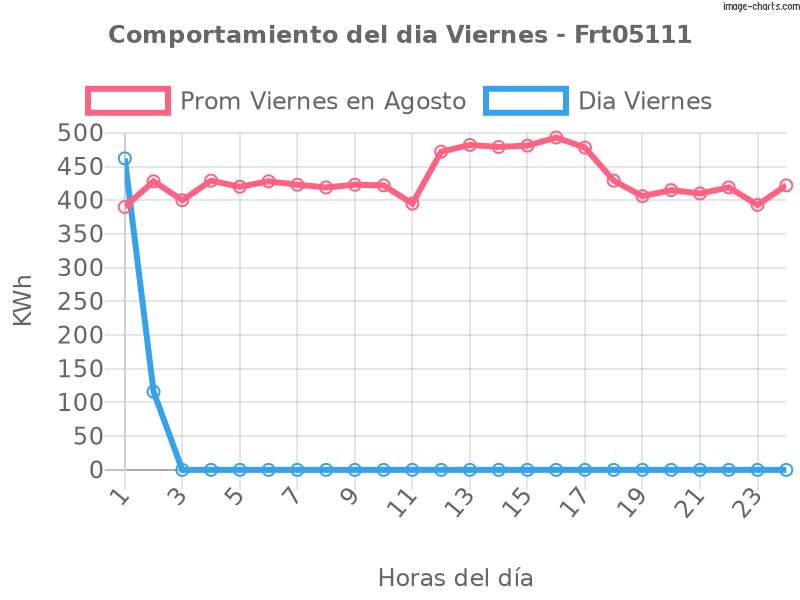 image-charts.com
Comportamiento del dia Viernes - Frt05111
Prom Viernes en Agosto Dia Viernes
500
450
400
350
300
250
200
150
100
50
0
KWh
1 3 5 7 9 11 13 15 17 19 21 23
Horas del día